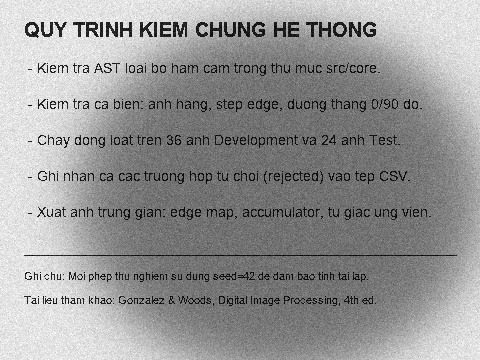 QUY TRINH KIEM CHUNG HE THONG
- Kiem tra AST loai bo ham cam trong thu muc src/core.
- Kiem tra ca bien: anh hang, step edge, duong thang 0/90 do.
- Chay dong loat tren 36 anh Development va 24 anh Test.
- Ghi nhan ca cac truong hop tu choi (rejected) vao tep CSV.
- Xuat anh trung gian: edge map, accumulator, tu giac ung vien.
Ghi chu: Moi phep thu nghiem su dung seed=42 de dam bao tinh tai lap.
Tai lieu tham khao: Gonzalez & Woods, Digital Image Processing, 4th ed.